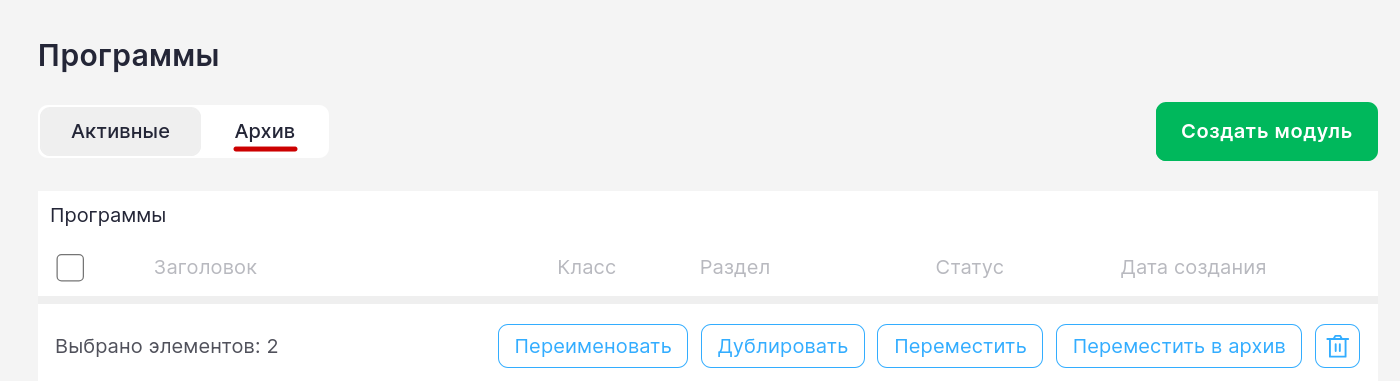 Программы
Активные Архив Создать модуль
Программы
Заголовок Класс Раздел Статус Дата создания
Выбрано элементов: 2 Переименовать Дублировать Переместить Переместить в архив